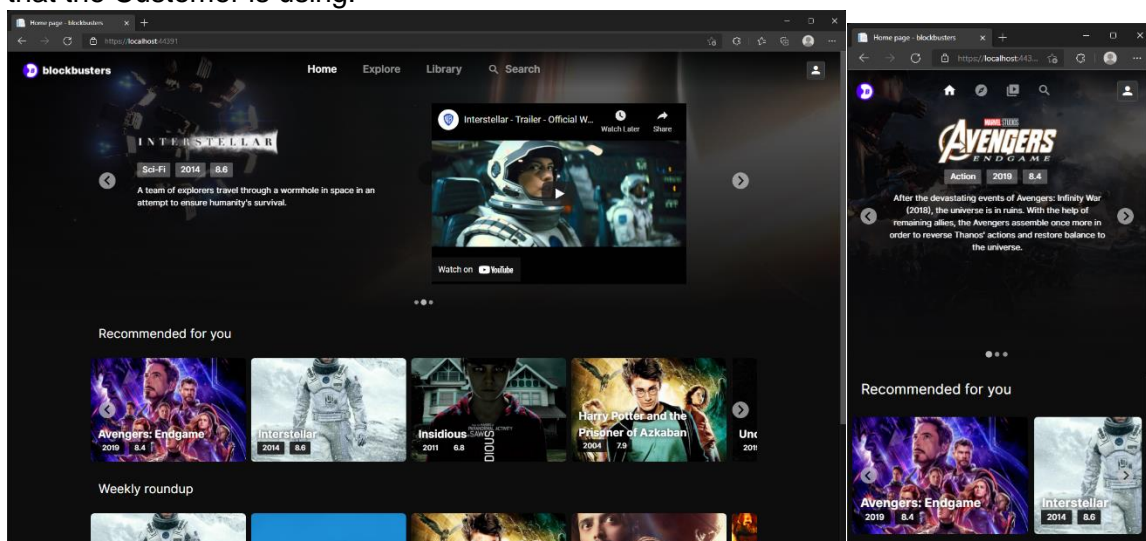 that the Customer is using.
Home page - blockbusters
https://localhost:44391
blockbusters
Home Explore Library Search
INTERSTELLAR
Sci-Fi 2014 8.6
A team of explorers travel through a wormhole in space in an
attempt to ensure humanity's survival.
Interstellar - Trailer - Official W...
Watch Later Share
Watch on YouTube
Recommended for you
Avengers: Endgame
2019 8.4
Interstellar
2014 8.6
Insidious
2011 6.8
Harry Potter and the
Prisoner of Azkaban
2004 7.9
Unc
201
Weekly roundup
Home page - blockbusters
https://localhost:443...
MARVEL STUDIOS
AVENGERS
ENDGAME
Action 2019 8.4
After the devastating events of Avengers: Infinity War
(2018), the universe is in ruins. With the help of
remaining allies, the Avengers assemble once more in
order to reverse Thanos' actions and restore balance to
the universe.
Recommended for you
Avengers: Endgame
2019 8.4
Interstellar
2014 8.6